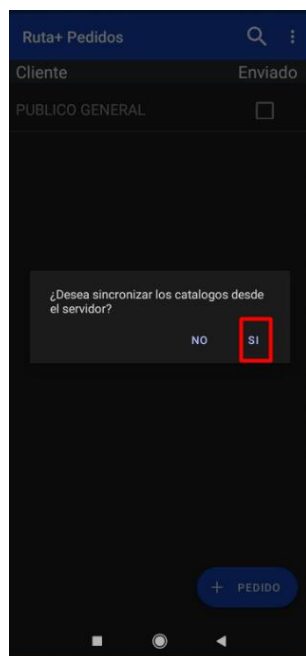 Ruta+ Pedidos
Cliente Enviado
PUBLICO GENERAL
¿Desea sincronizar los catalogos desde
el servidor?
NO SI
+ PEDIDO